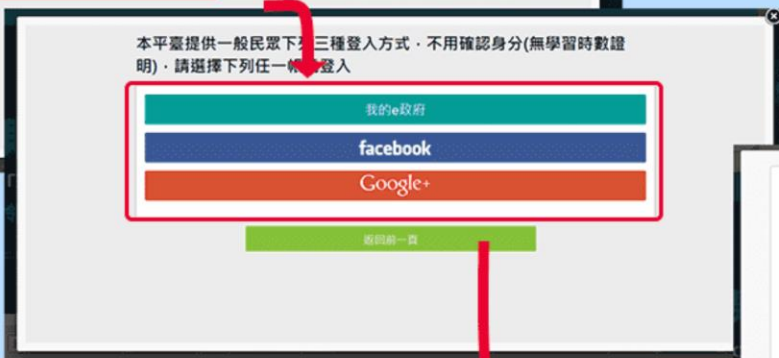 本平臺提供一般民眾下列三種登入方式，不用確認身分(無學習時數證
明)，請選擇下列任一帳 登入
我的e政府
facebook
Google+
返回前一頁